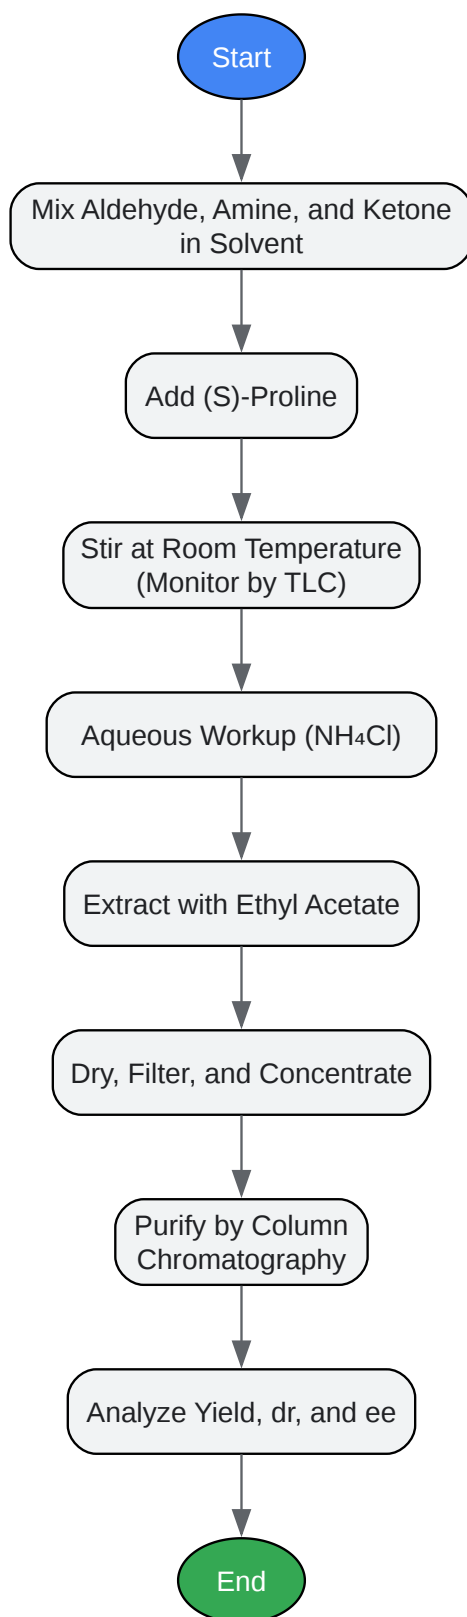 Start
Mix Aldehyde, Amine, and Ketone
in Solvent
Add (S)-Proline
Stir at Room Temperature
(Monitor by TLC)
Aqueous Workup (NH₄Cl)
Extract with Ethyl Acetate
Dry, Filter, and Concentrate
Purify by Column
Chromatography
Analyze Yield, dr, and ee
End